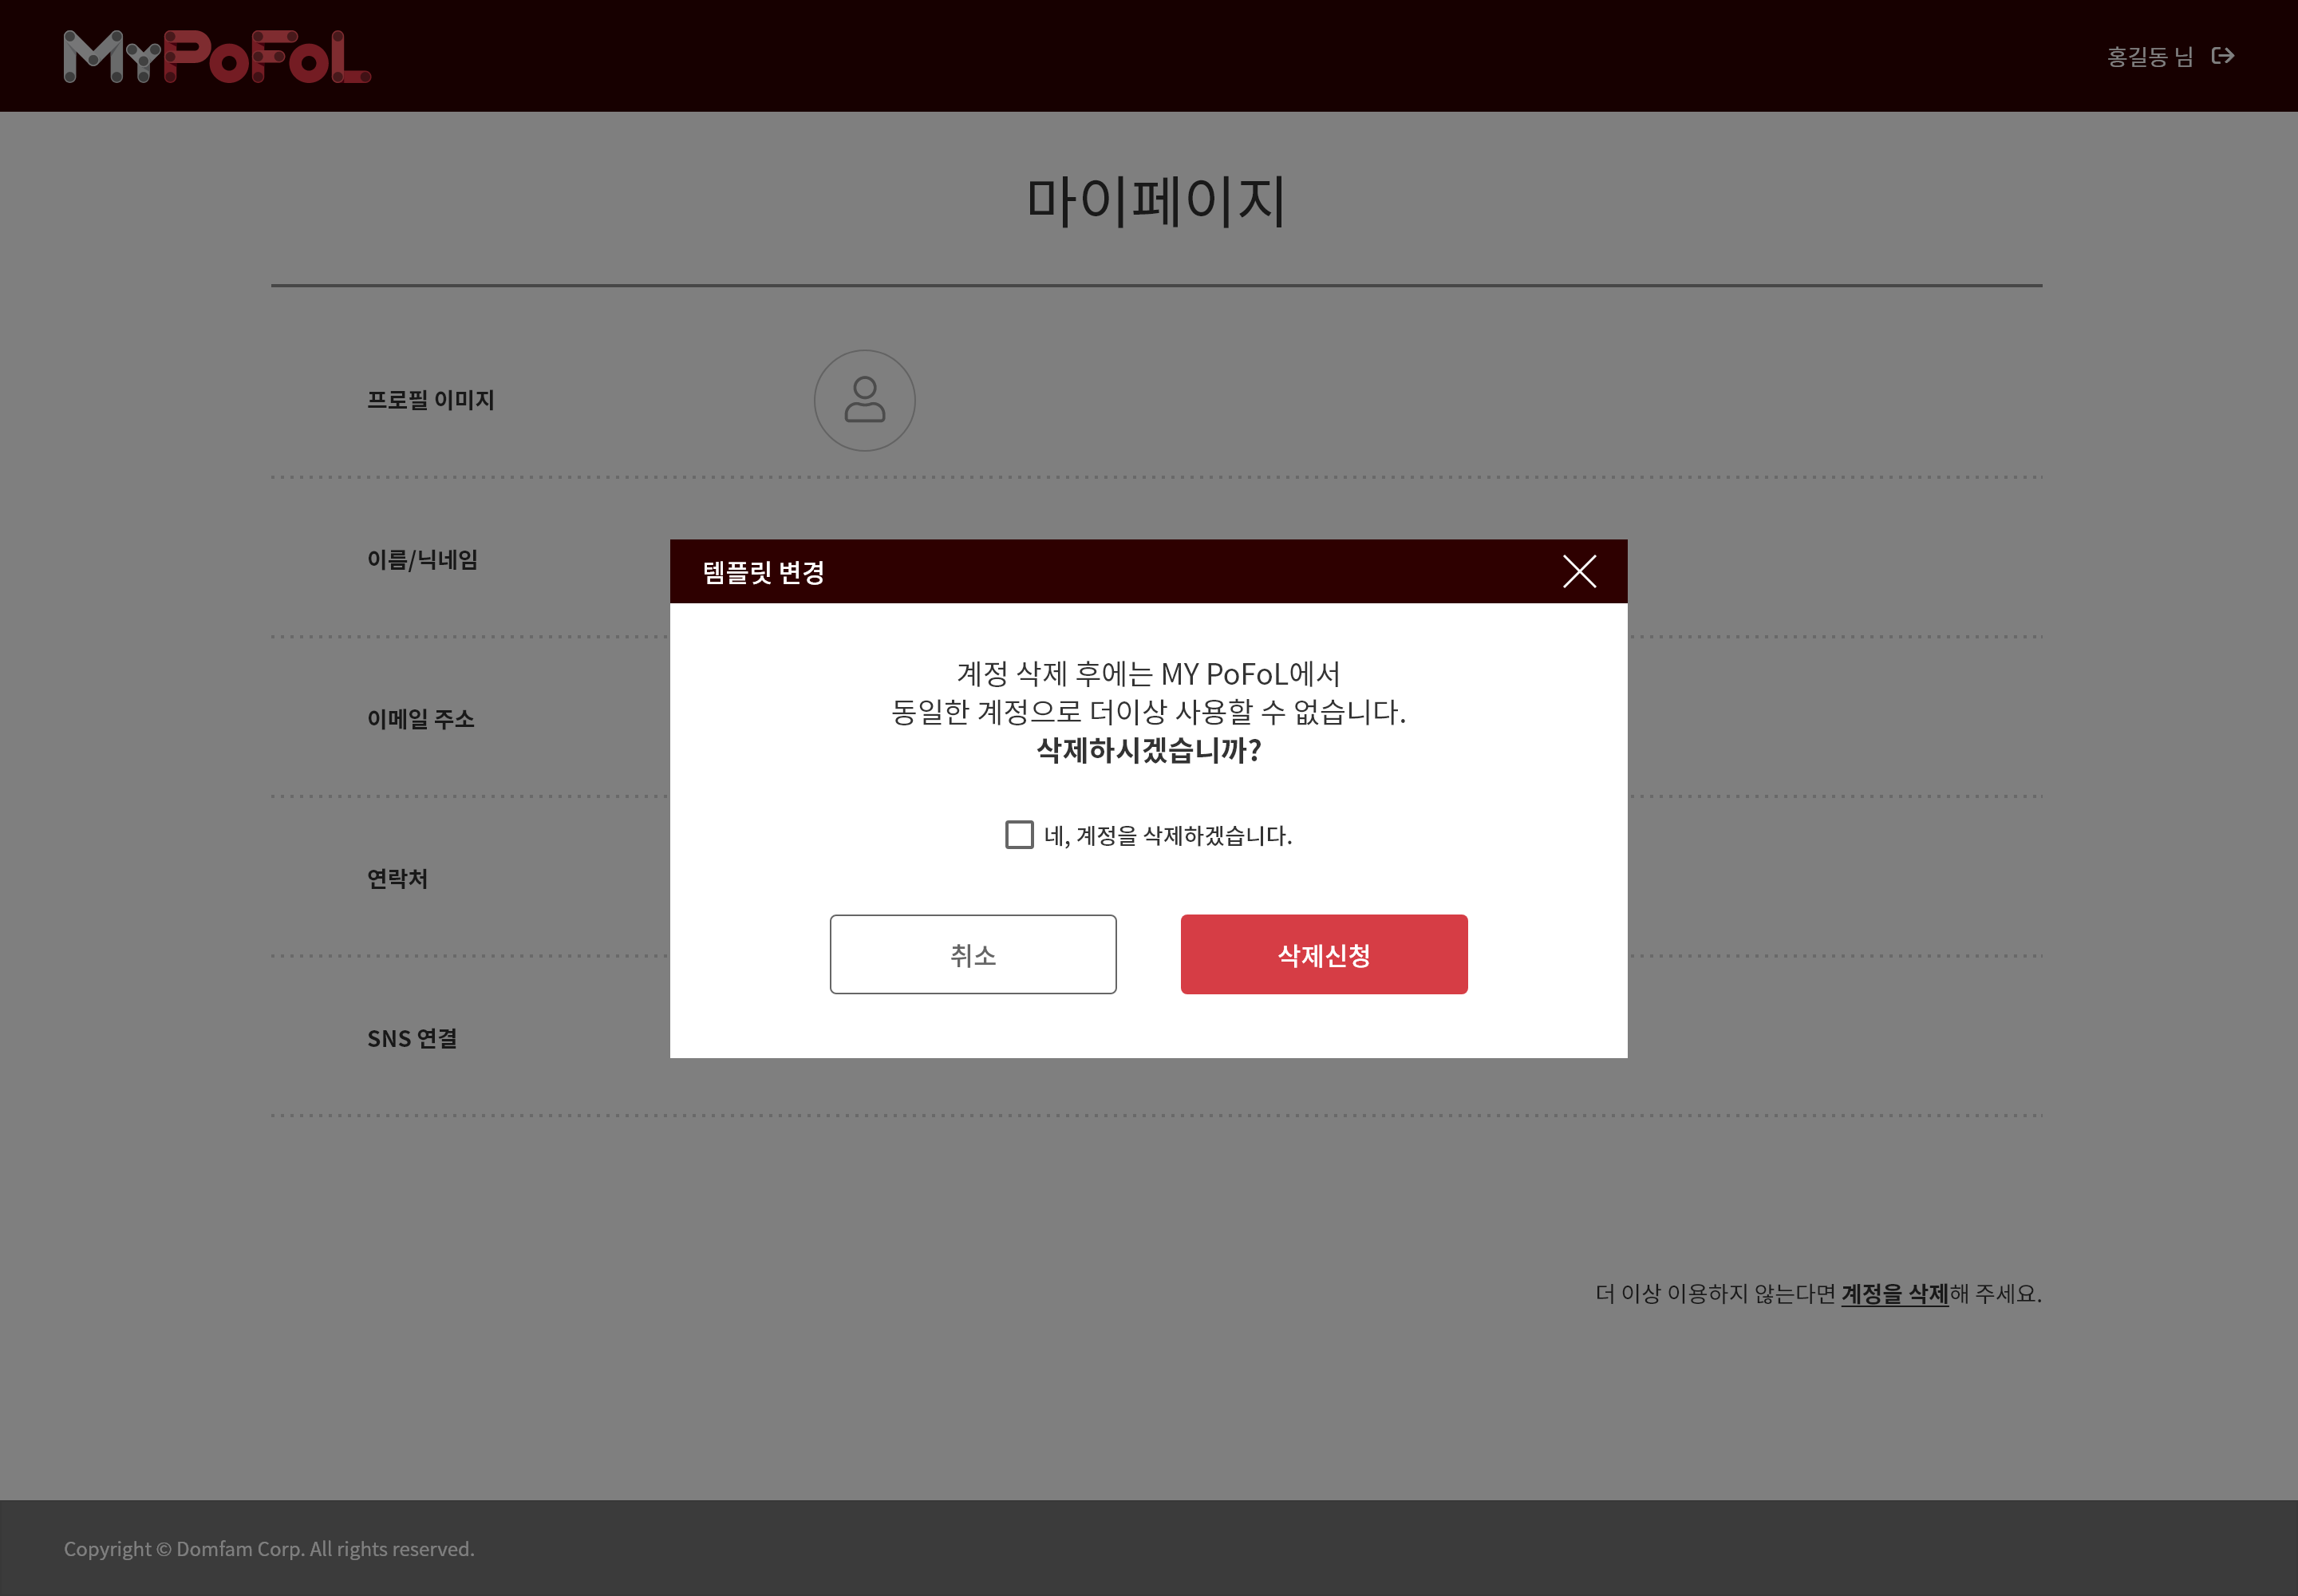 MyPoFoL
홍길동 님
마이페이지
프로필 이미지
이름/닉네임
템플릿 변경
계정 삭제 후에는 MY PoFoL에서
동일한 계정으로 더이상 사용할 수 없습니다.
삭제하시겠습니까?
이메일 주소
네, 계정을 삭제하겠습니다.
연락처
취소
삭제신청
SNS 연결
더 이상 이용하지 않는다면 계정을 삭제해 주세요.
Copyright © Domfam Corp. All rights reserved.